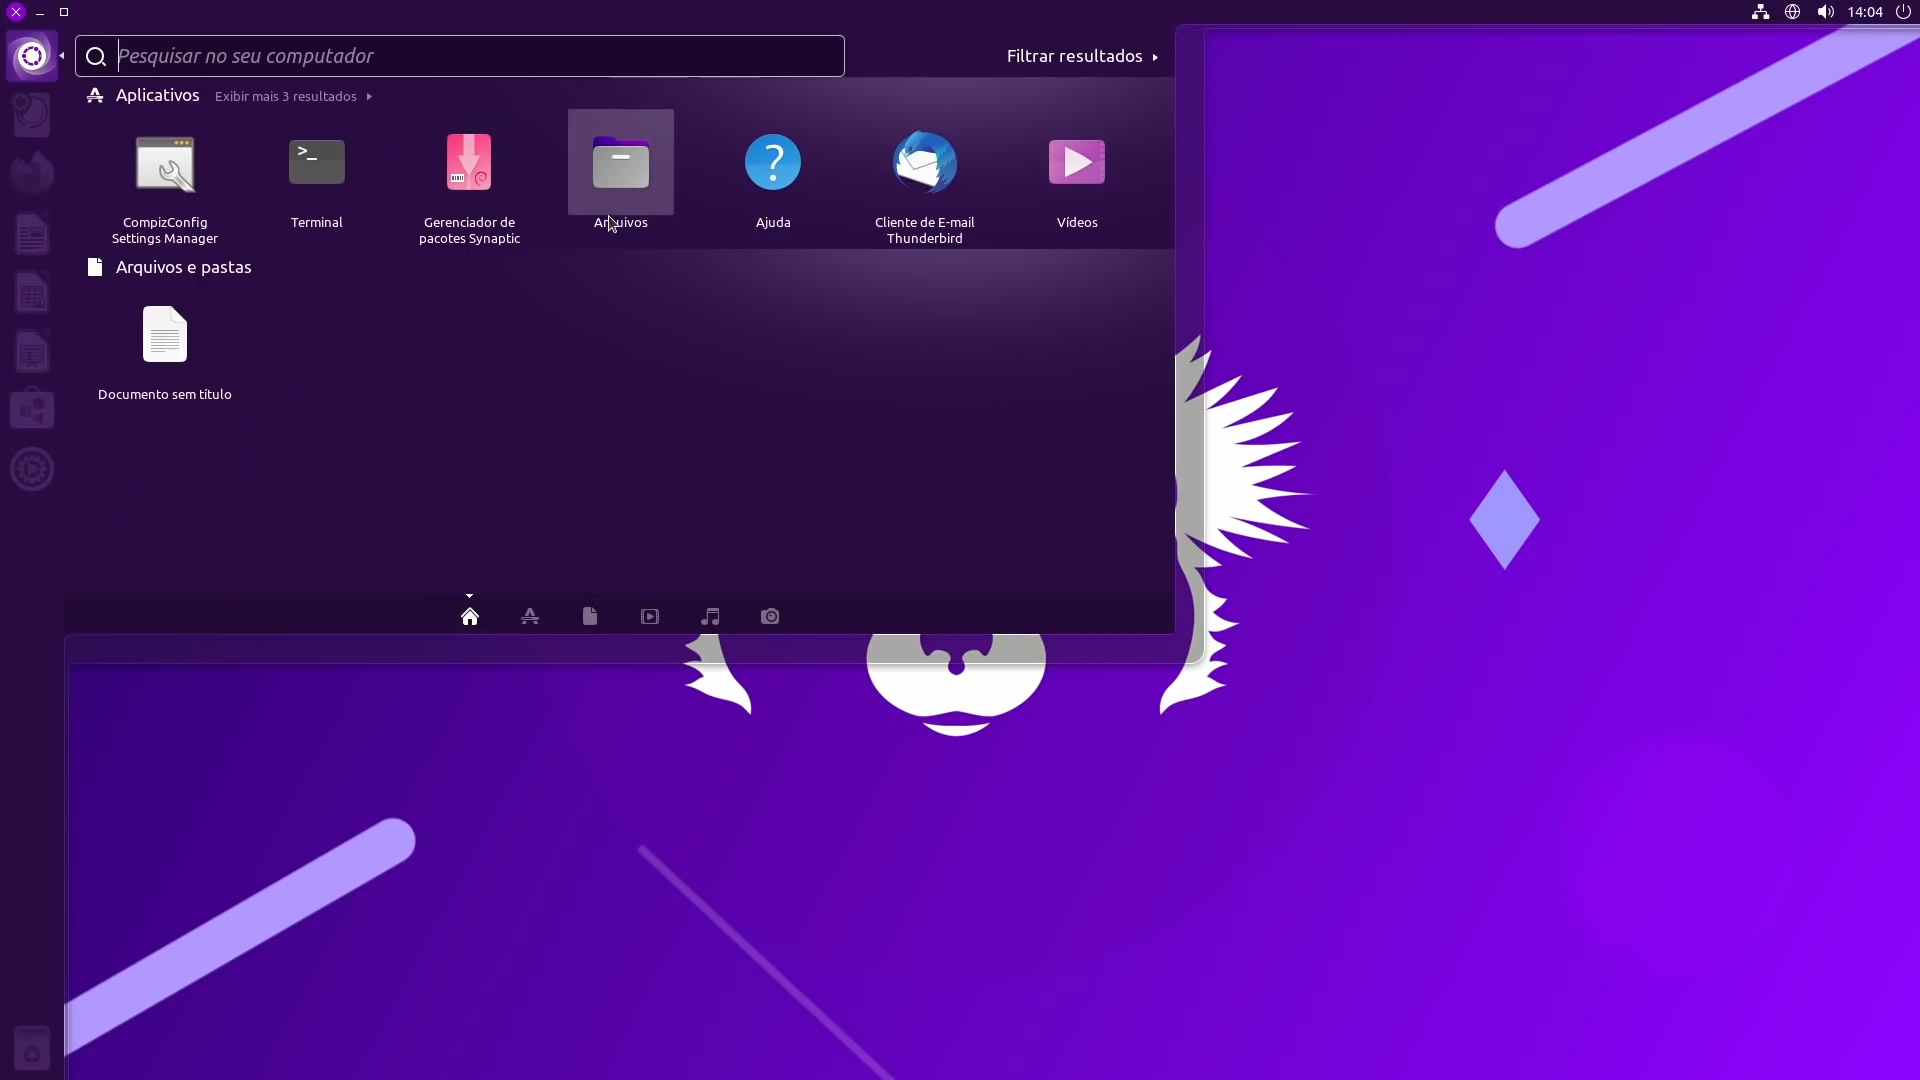 14:04
Pesquisar no seu computador
Filtrar resultados
Aplicativos
Exibir mais 3 resultados
CompizConfig
Settings Manager
Terminal
Gerenciador de
pacotes Synaptic
Arquivos
Ajuda
Cliente de E-mail
Thunderbird
Vídeos
Arquivos e pastas
Documento sem título